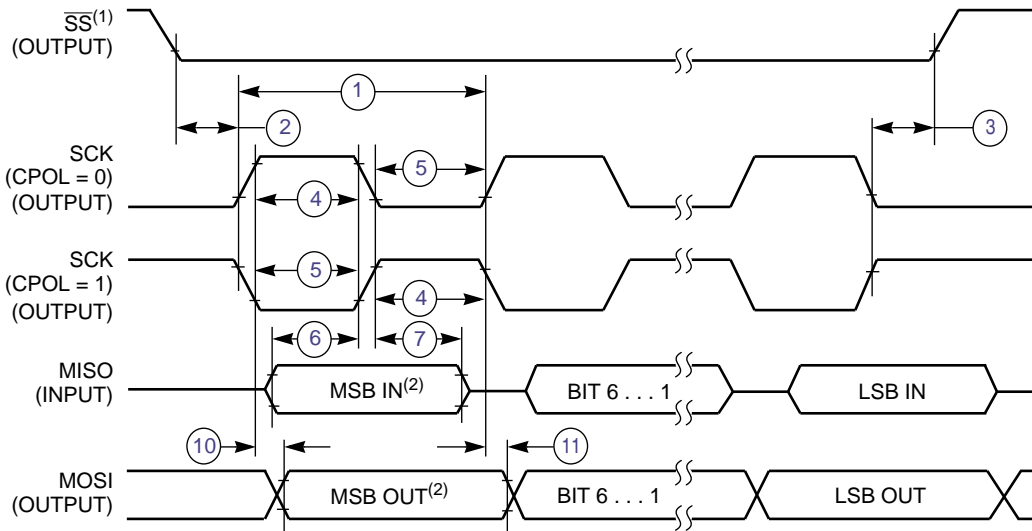 SS(1)
(OUTPUT)
1
2
3
SCK
(CPOL = 0)
(OUTPUT)
5
4
SCK
(CPOL = 1)
(OUTPUT)
5
4
6
7
MISO
(INPUT)
MSB IN(2)
BIT 6 . . . 1
LSB IN
10
11
MOSI
(OUTPUT)
MSB OUT(2)
BIT 6 . . . 1
LSB OUT